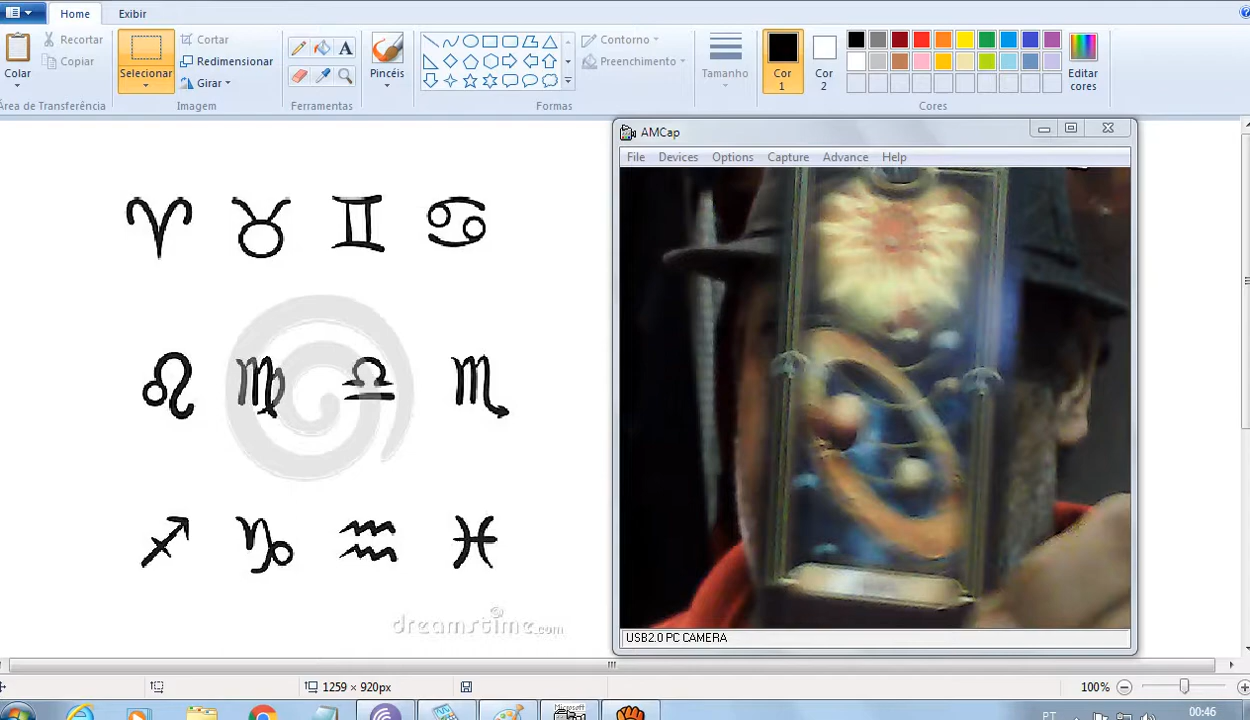 Home Exibir
Colar
Recortar
Copiar
Área de Transferência
Selecionar
Cortar
Redimensionar
Girar
Imagem
Ferramentas
Pincéis
Formas
Contorno
Preenchimento
Tamanho
Cor 1
Cor 2
Cores
Editar cores
AMCap
File Devices Options Capture Advance Help
♈ ♉ ♊ ♋
♌ ♍ ♎ ♏
♐ ♑ ♒ ♓
dreamstime.com
USB2.0 PC CAMERA
1259 × 920px
100%
PT
00:46